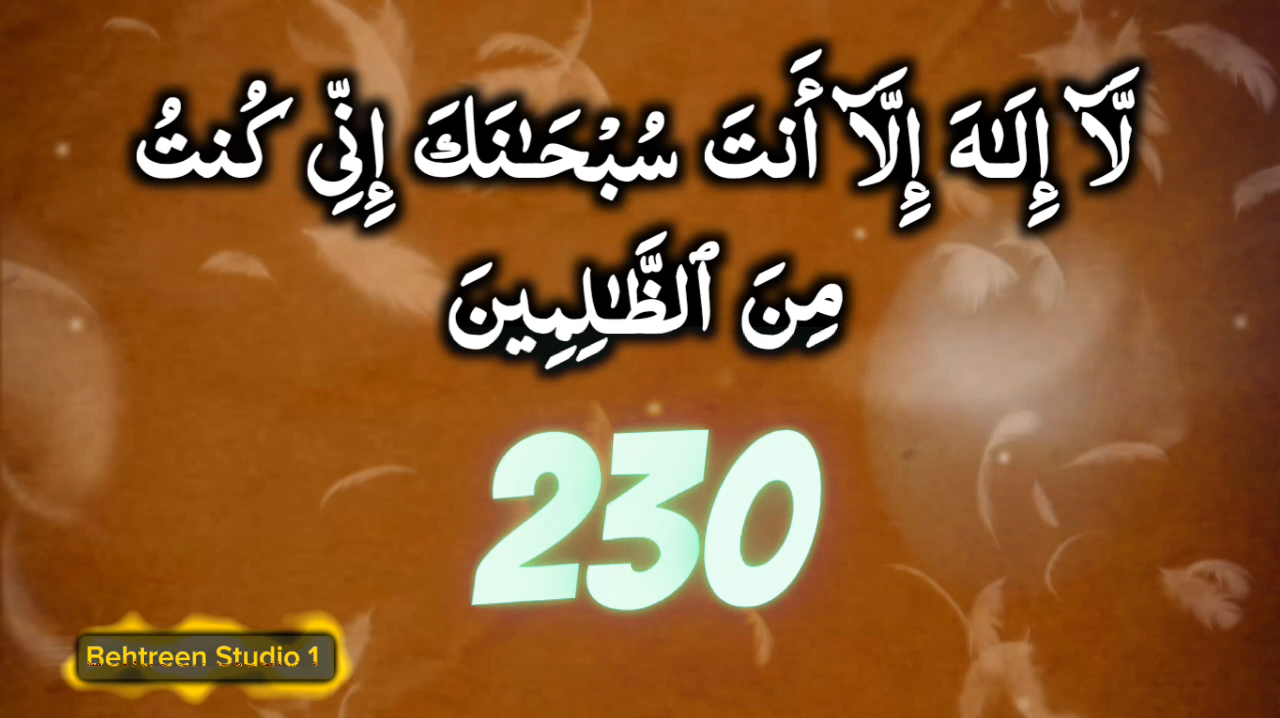 لَّآ إِلَـٰهَ إِلَّآ أَنتَ سُبْحَـٰنَكَ إِنِّي كُنتُ
مِنَ ٱلظَّـٰلِمِينَ
230
Behtreen Studio 1